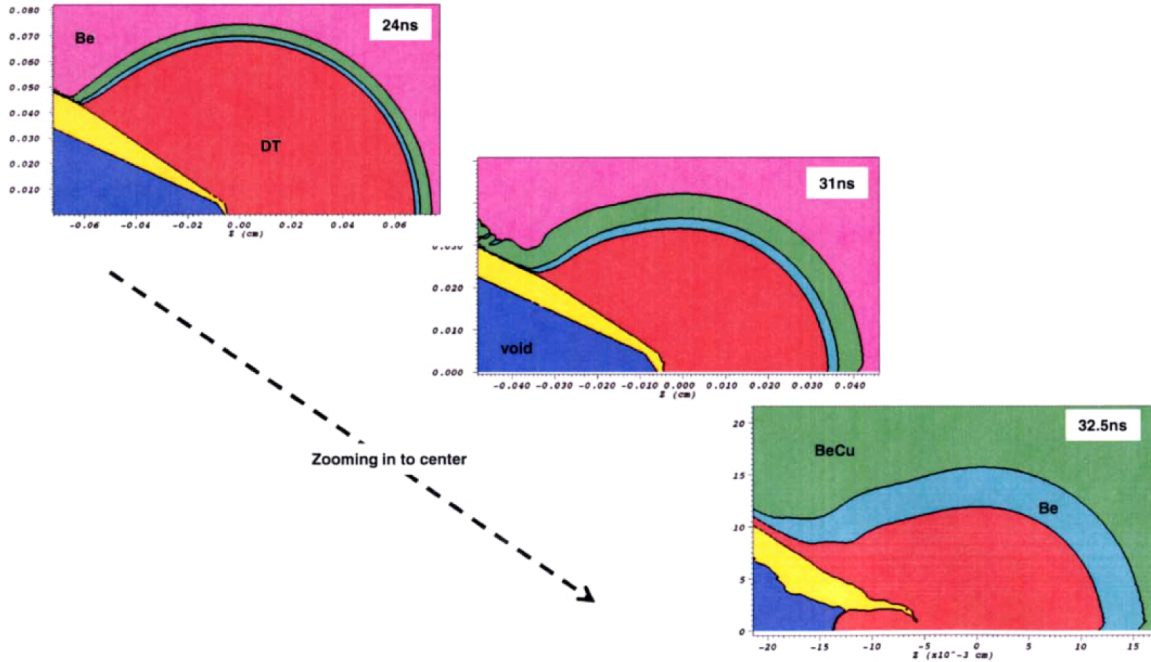 0.080
0.070
0.060
0.050
0.040
0.030
0.020
0.010
Be
24ns
DT
-0.06 -0.04 -0.02 0.00 0.02 0.04 0.06
Z (cm)
31ns
0.030
0.020
0.010
0.000
void
-0.040 -0.030 -0.020 -0.010 0.000 0.010 0.020 0.030 0.040
Z (cm)
Zooming in to center
32.5ns
20
15
10
5
0
BeCu
Be
-20 -15 -10 -5 0 5 10 15
Z (x10^-3 cm)